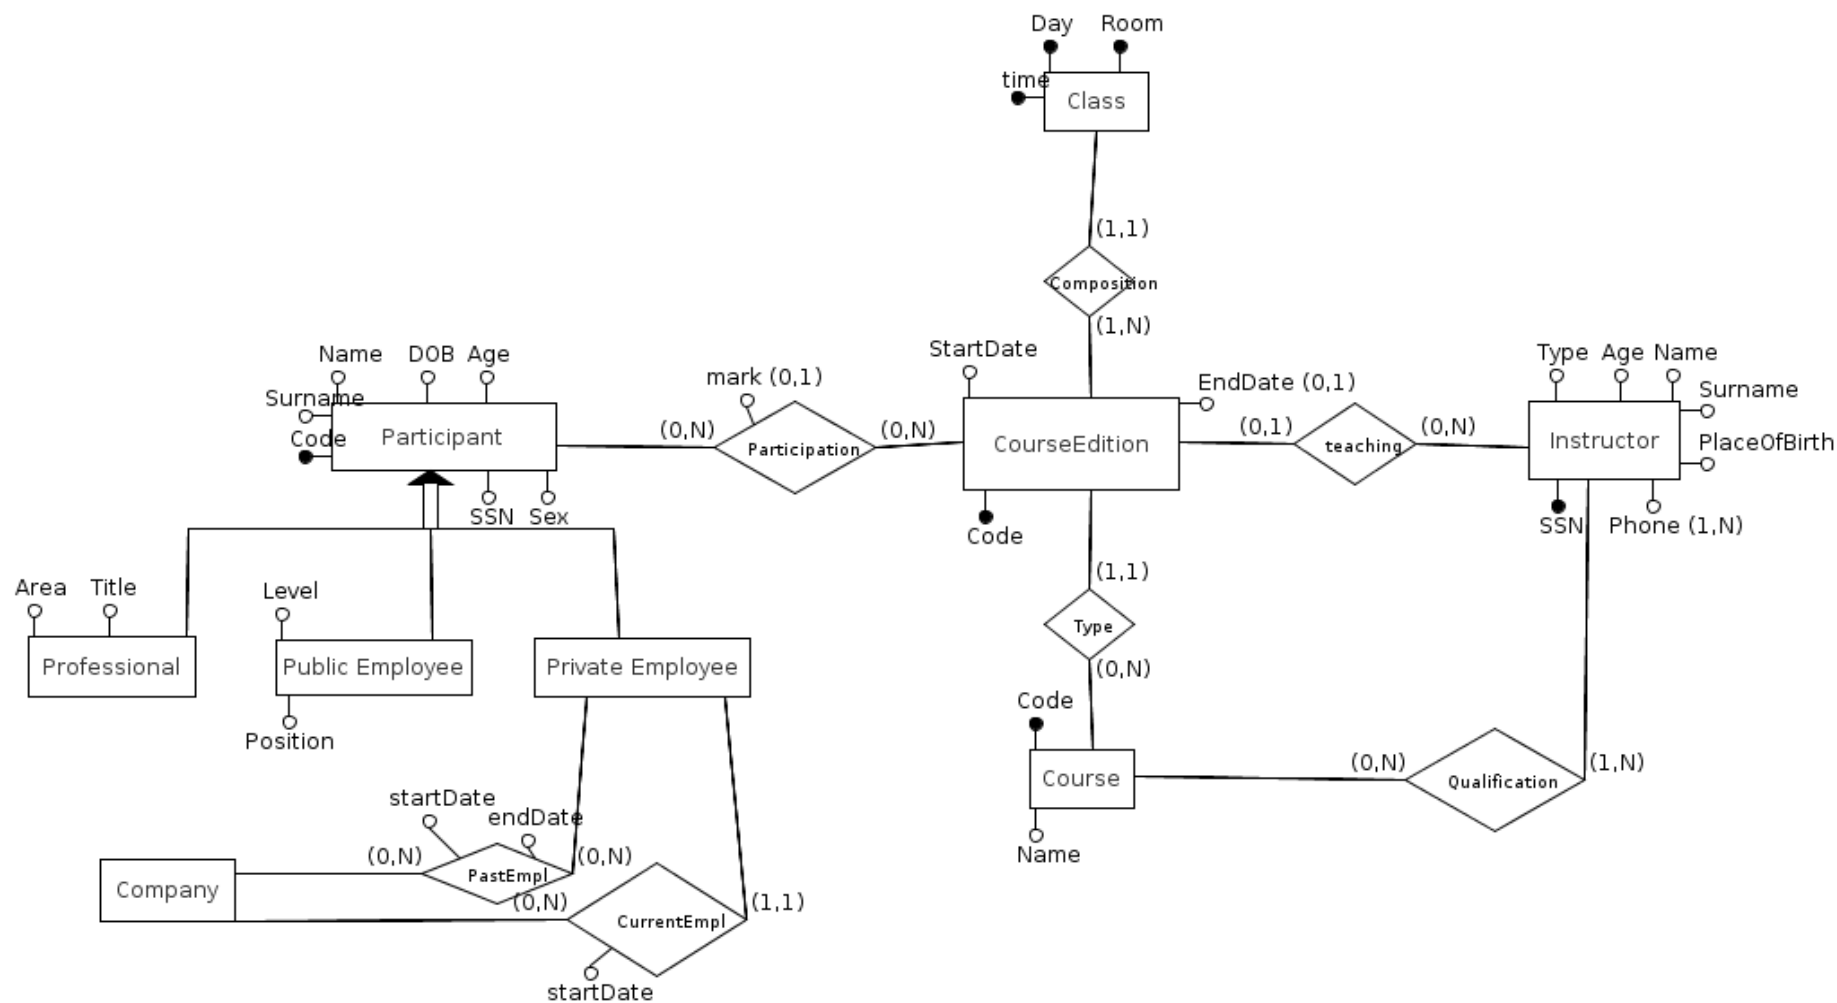 Day Room
time
Class
(1,1)
Composition
(1,N)
StartDate
EndDate (0,1)
Name DOB Age
Surname
Code
Participant
SSN Sex
mark (0,1)
(0,N)
Participation
(0,N)
CourseEdition
Code
(0,1)
teaching
(0,N)
Type Age Name
Surname
PlaceOfBirth
Instructor
SSN
Phone (1,N)
Area Title
Professional
Level
Public Employee
Position
Private Employee
(1,1)
Type
(0,N)
Code
Course
Name
(0,N)
Qualification
(1,N)
startDate
endDate
(0,N)
PastEmpl
(0,N)
Company
(0,N)
CurrentEmpl
(1,1)
startDate